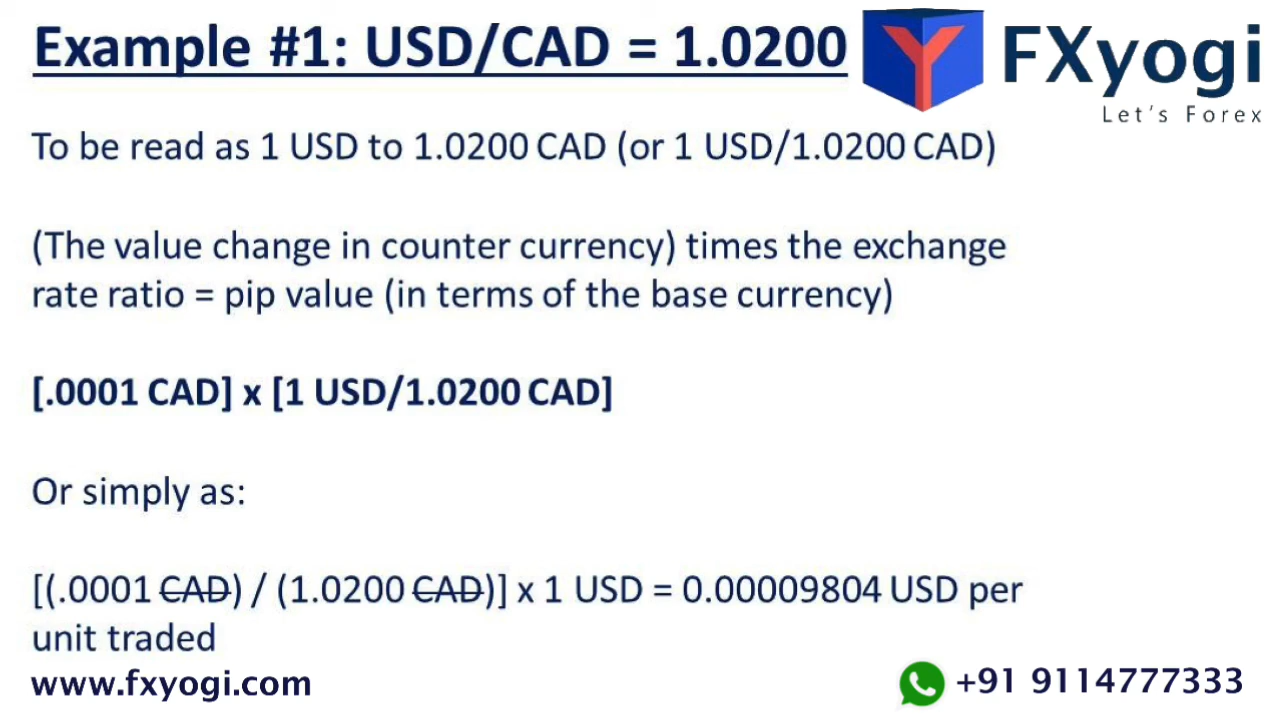 Example #1: USD/CAD = 1.0200
FXyogi
Let's Forex
To be read as 1 USD to 1.0200 CAD (or 1 USD/1.0200 CAD)
(The value change in counter currency) times the exchange
rate ratio = pip value (in terms of the base currency)
[.0001 CAD] x [1 USD/1.0200 CAD]
Or simply as:
[(.0001 CAD) / (1.0200 CAD)] x 1 USD = 0.00009804 USD per
unit traded
www.fxyogi.com
+91 9114777333